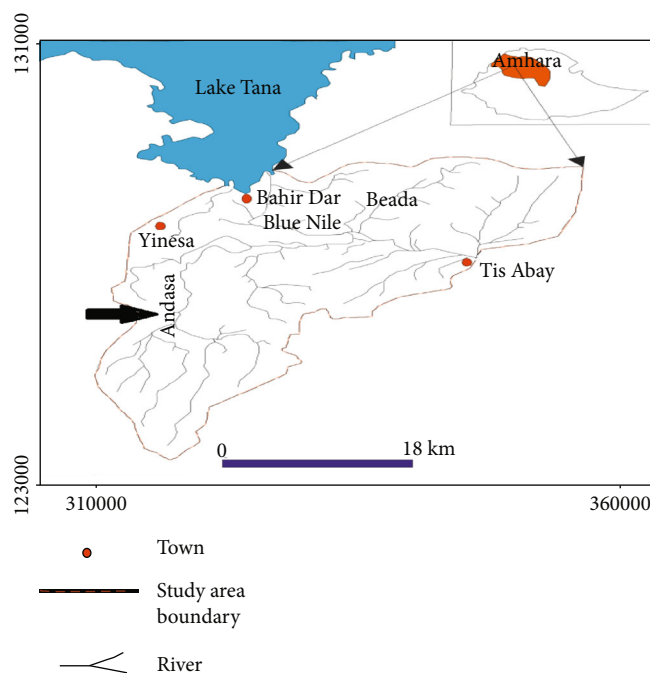 131000
Amhara
Lake Tana
Bahir Dar
Beada
Blue Nile
Yinesa
Tis Abay
Andasa
0
18 km
123000
310000
360000
Town
Study area
boundary
River